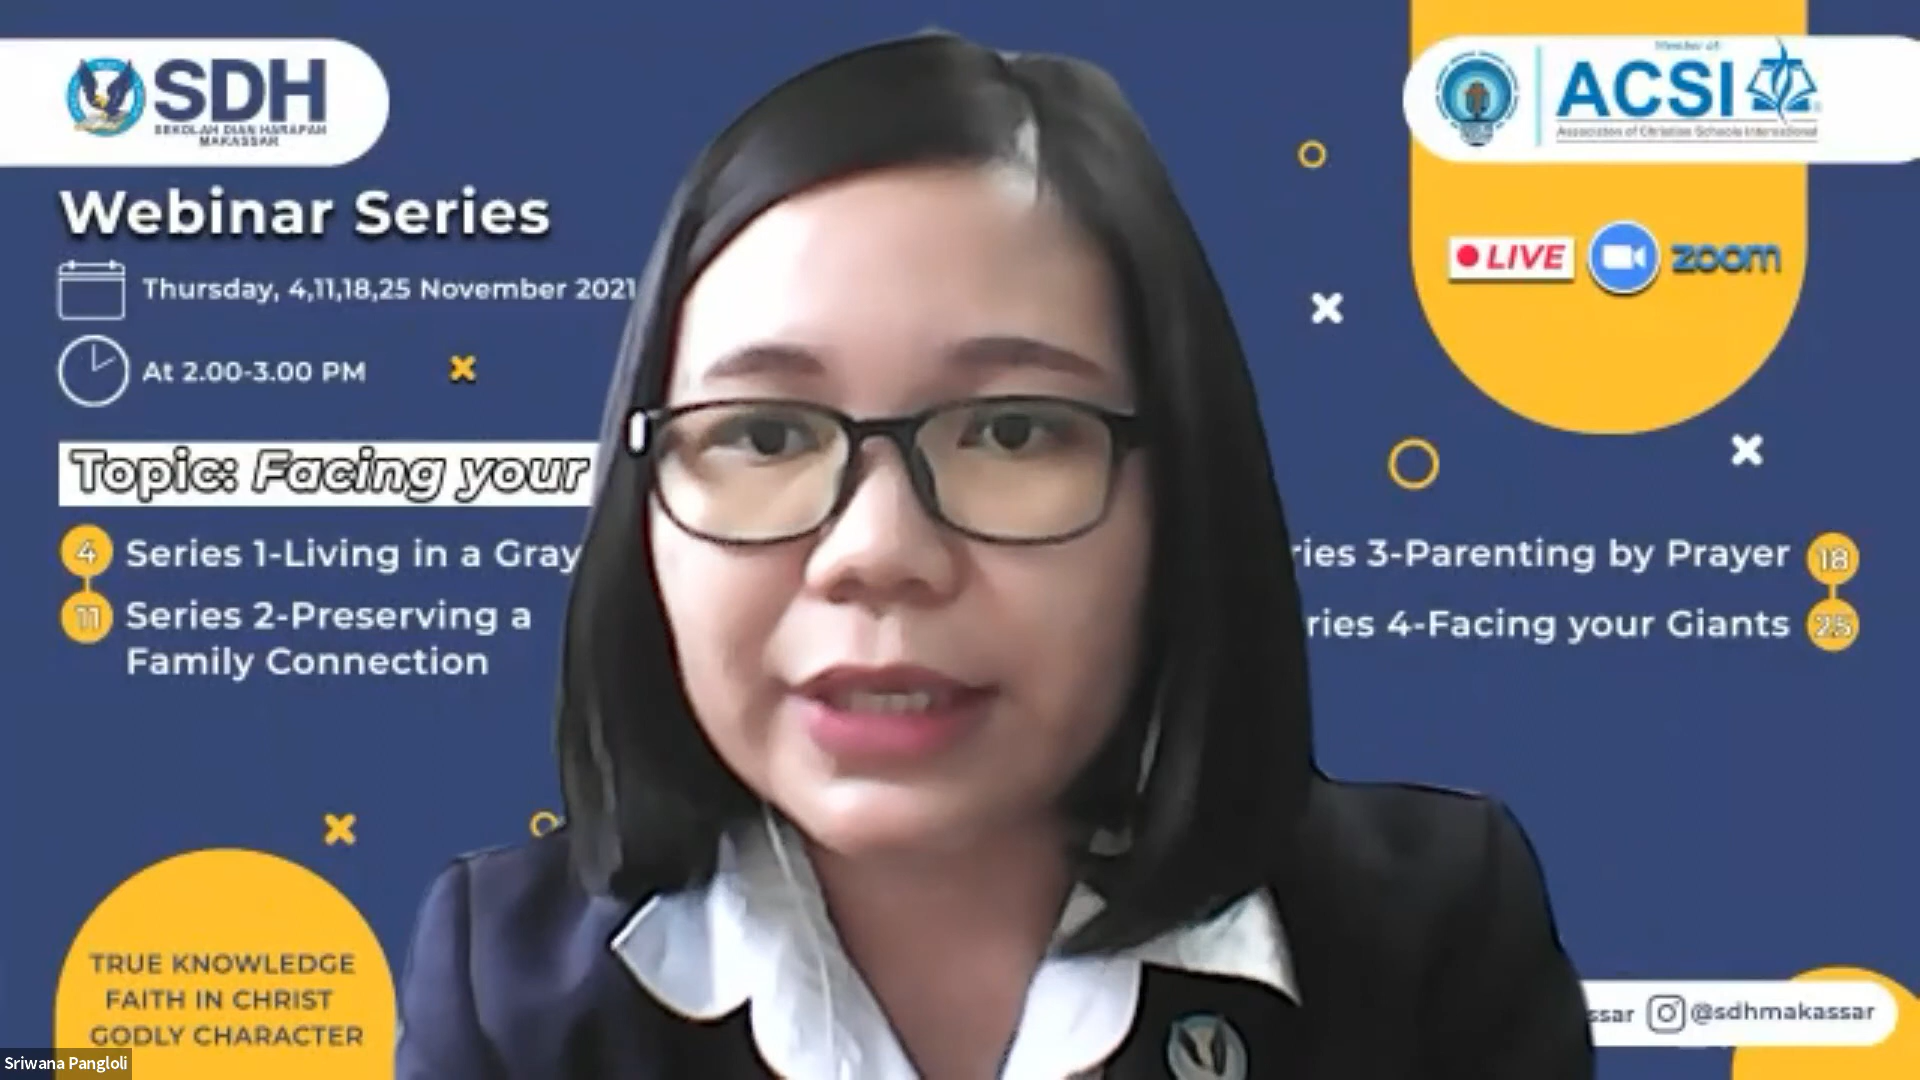 SDH
SEKOLAH DIAN HARAPAN
MAKASSAR
Member of:
ACSI
Association of Christian Schools International
Webinar Series
Thursday, 4,11,18,25 November 2021
At 2.00-3.00 PM
LIVE
zoom
Topic: Facing your
4 Series 1-Living in a Gray
11 Series 2-Preserving a
Family Connection
ries 3-Parenting by Prayer 18
ries 4-Facing your Giants 25
TRUE KNOWLEDGE
FAITH IN CHRIST
GODLY CHARACTER
ssar @sdhmakassar
Sriwana Pangloli